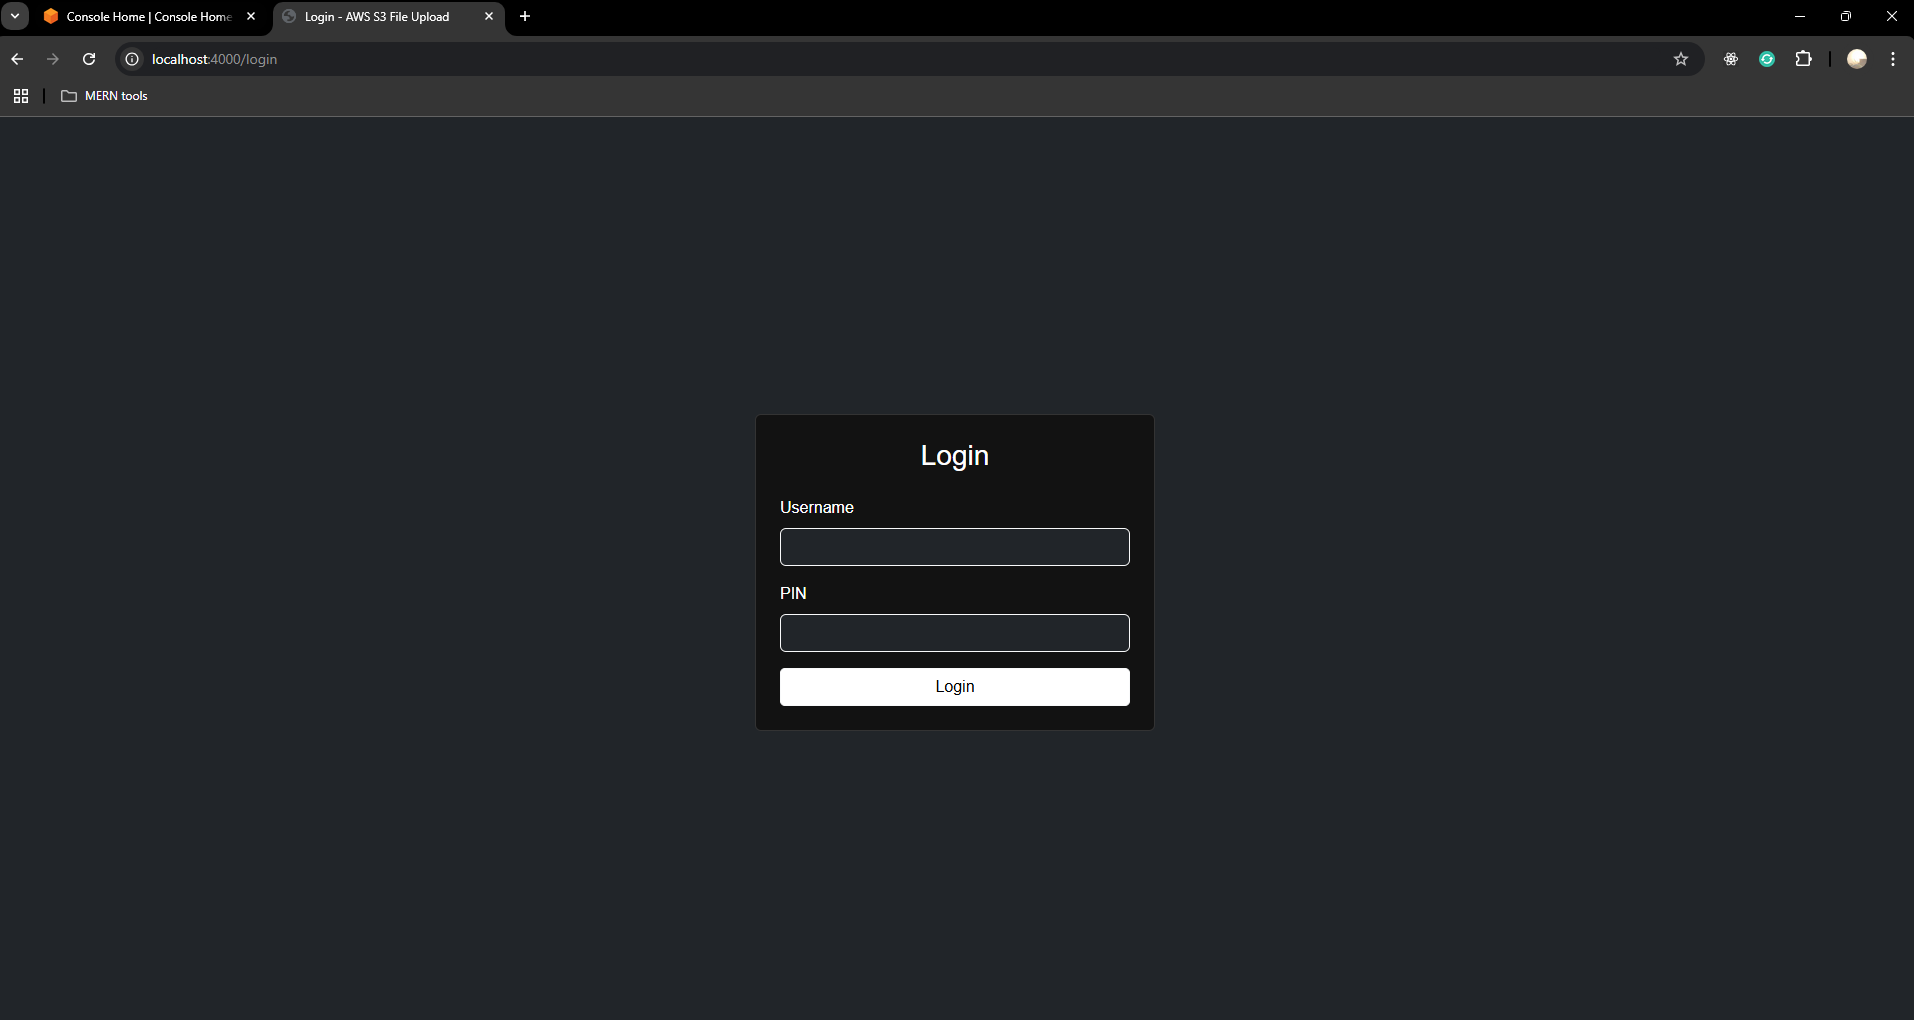 Console Home | Console Home
Login - AWS S3 File Upload
localhost:4000/login
MERN tools
Login
Username
PIN
Login